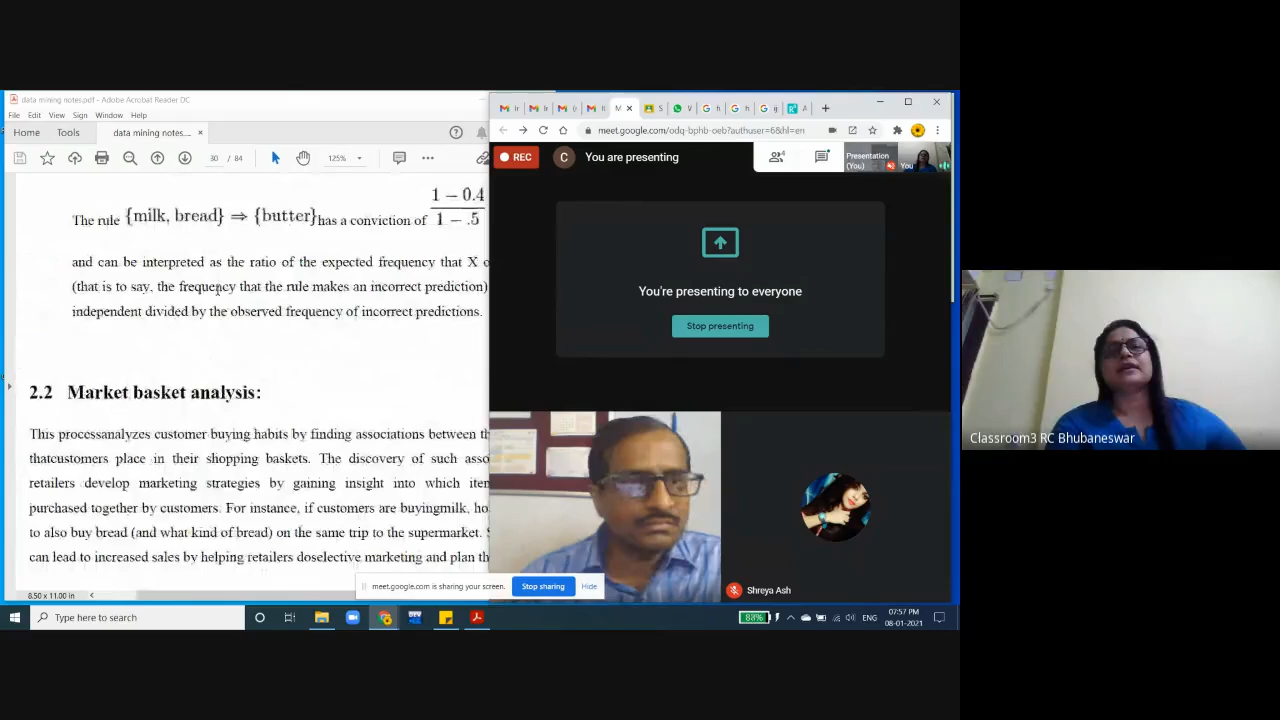 data mining notes.pdf - Adobe Acrobat Reader DC
File Edit View Sign Window Help
Home Tools data mining notes.... ×
30 / 84 125%
The rule {milk, bread} ⇒ {butter} has a conviction of 1 − 0.4
1 − .5
and can be interpreted as the ratio of the expected frequency that X o
(that is to say, the frequency that the rule makes an incorrect prediction)
independent divided by the observed frequency of incorrect predictions.
2.2 Market basket analysis:
This processanalyzes customer buying habits by finding associations between th
thatcustomers place in their shopping baskets. The discovery of such asso
retailers develop marketing strategies by gaining insight into which iter
purchased together by customers. For instance, if customers are buyingmilk, ho
to also buy bread (and what kind of bread) on the same trip to the supermarket. S
can lead to increased sales by helping retailers doselective marketing and plan th
8.50 x 11.00 in
meet.google.com/odq-bphb-oeb?authuser=6&hl=en
REC
C
You are presenting
4
Presentation
(You)
You
You're presenting to everyone
Stop presenting
Shreya Ash
meet.google.com is sharing your screen. Stop sharing Hide
Type here to search
88%
ENG
07:57 PM
08-01-2021
Classroom3 RC Bhubaneswar